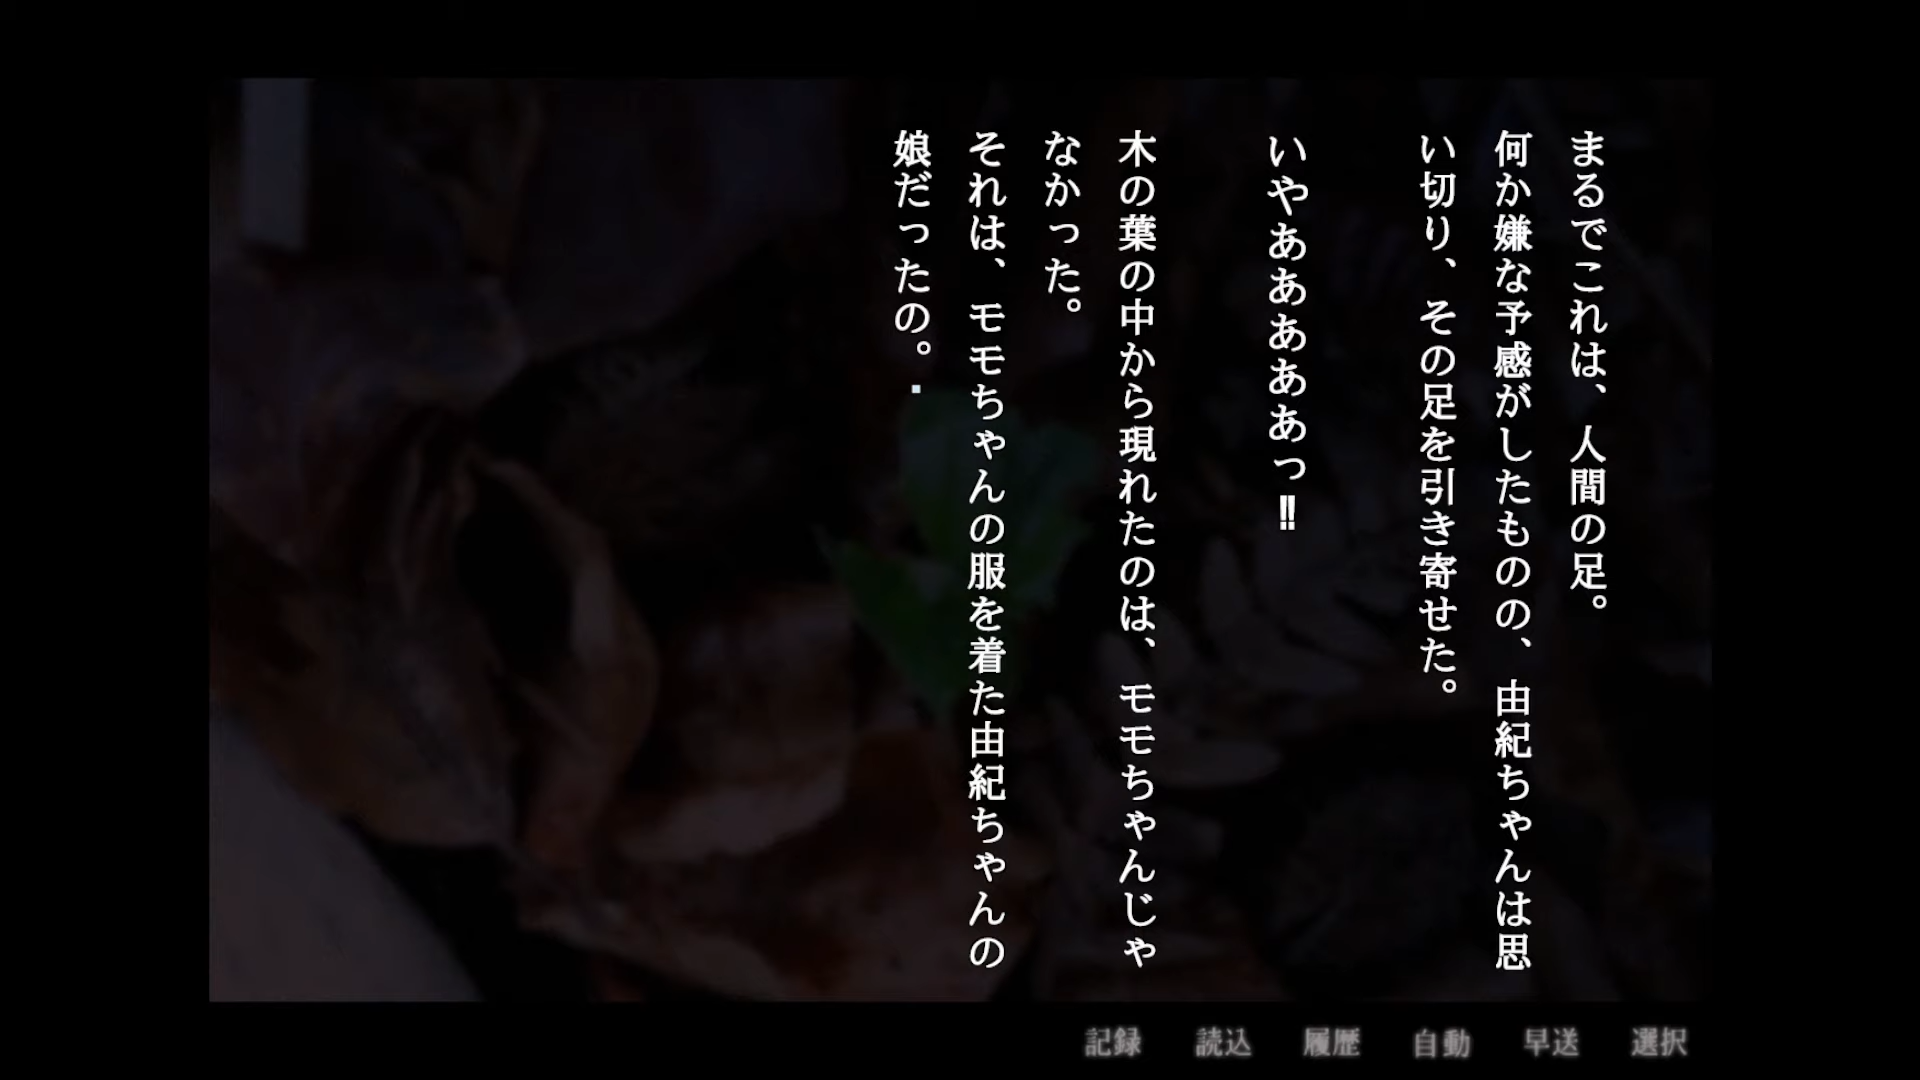 まるでこれは、人間の足。
何か嫌な予感がしたものの、由紀ちゃんは思
い切り、その足を引き寄せた。
いやああああああっ‼
木の葉の中から現れたのは、モモちゃんじゃ
なかった。
それは、モモちゃんの服を着た由紀ちゃんの
娘だったの。
記録 読込 履歴 自動 早送 選択